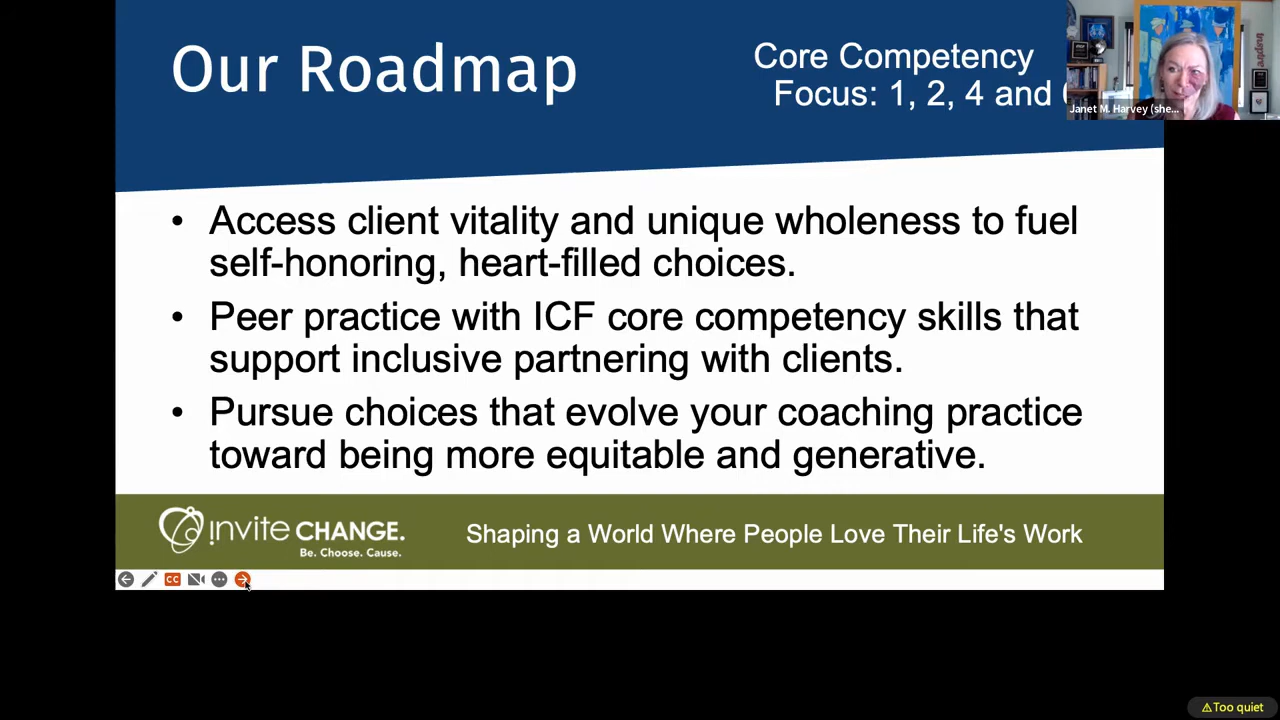 Our Roadmap
Core Competency
Focus: 1, 2, 4 and
Janet M. Harvey (she...
• Access client vitality and unique wholeness to fuel
self-honoring, heart-filled choices.
• Peer practice with ICF core competency skills that
support inclusive partnering with clients.
• Pursue choices that evolve your coaching practice
toward being more equitable and generative.
inviteCHANGE.
Be. Choose. Cause.
Shaping a World Where People Love Their Life's Work
CC
⚠Too quiet